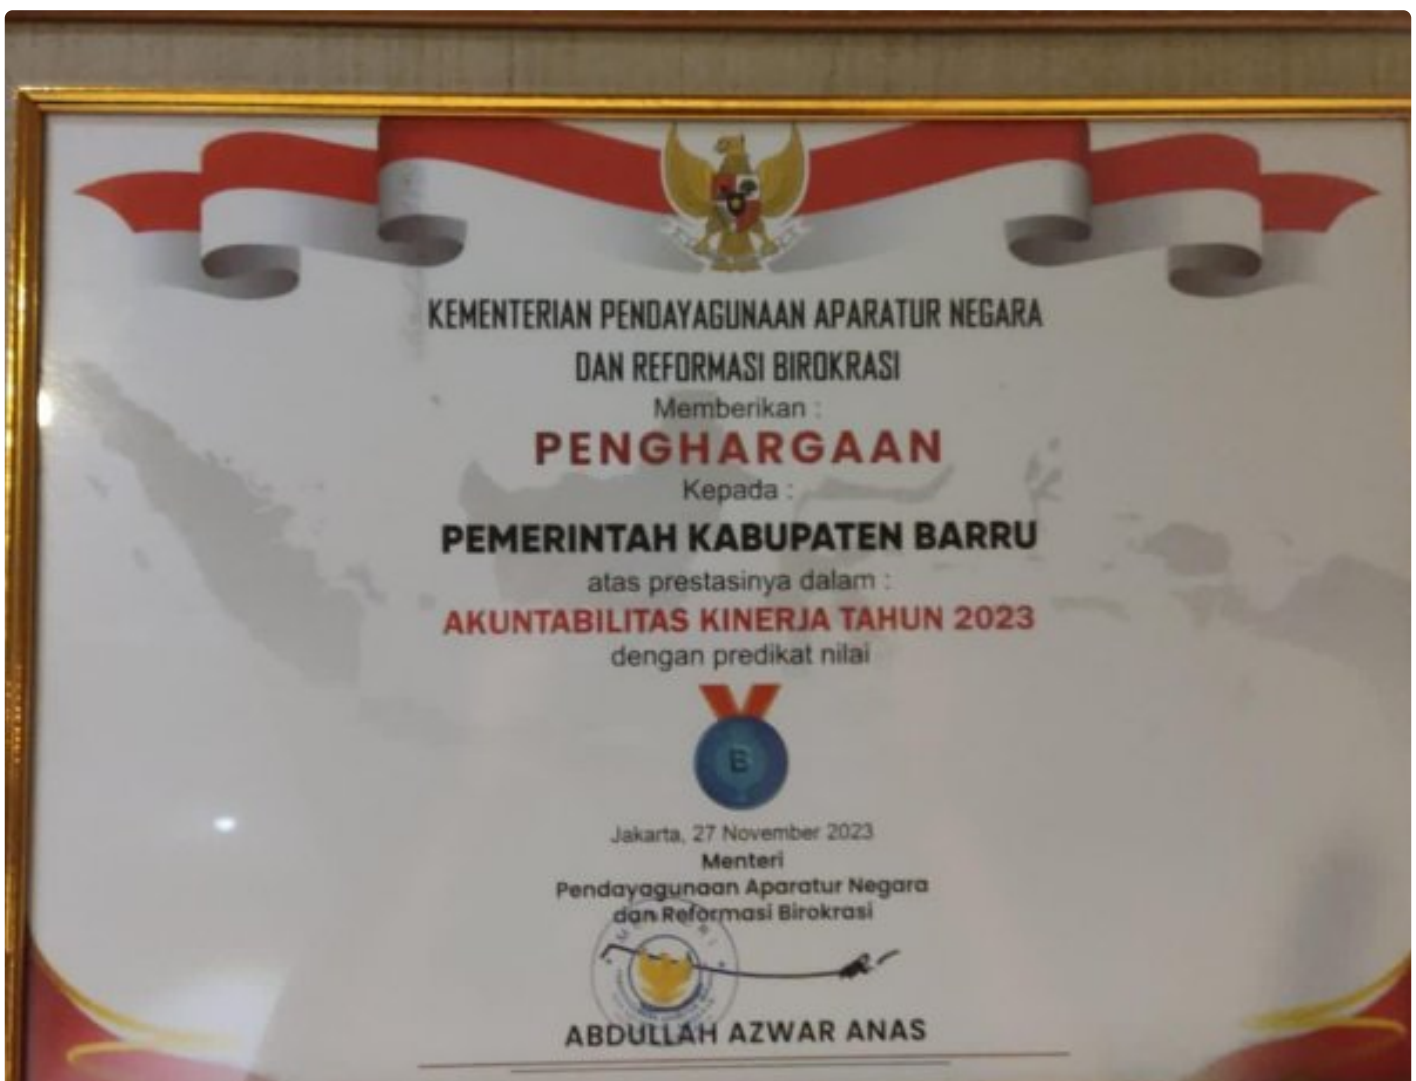 KEMENTERIAN PENDAYAGUNAAN APARATUR NEGARA
DAN REFORMASI BIROKRASI
Memberikan :
PENGHARGAAN
Kepada :
PEMERINTAH KABUPATEN BARRU
atas prestasinya dalam :
AKUNTABILITAS KINERJA TAHUN 2023
dengan predikat nilai
B
Jakarta, 27 November 2023
Menteri
Pendayagunaan Aparatur Negara
dan Reformasi Birokrasi
ABDULLAH AZWAR ANAS